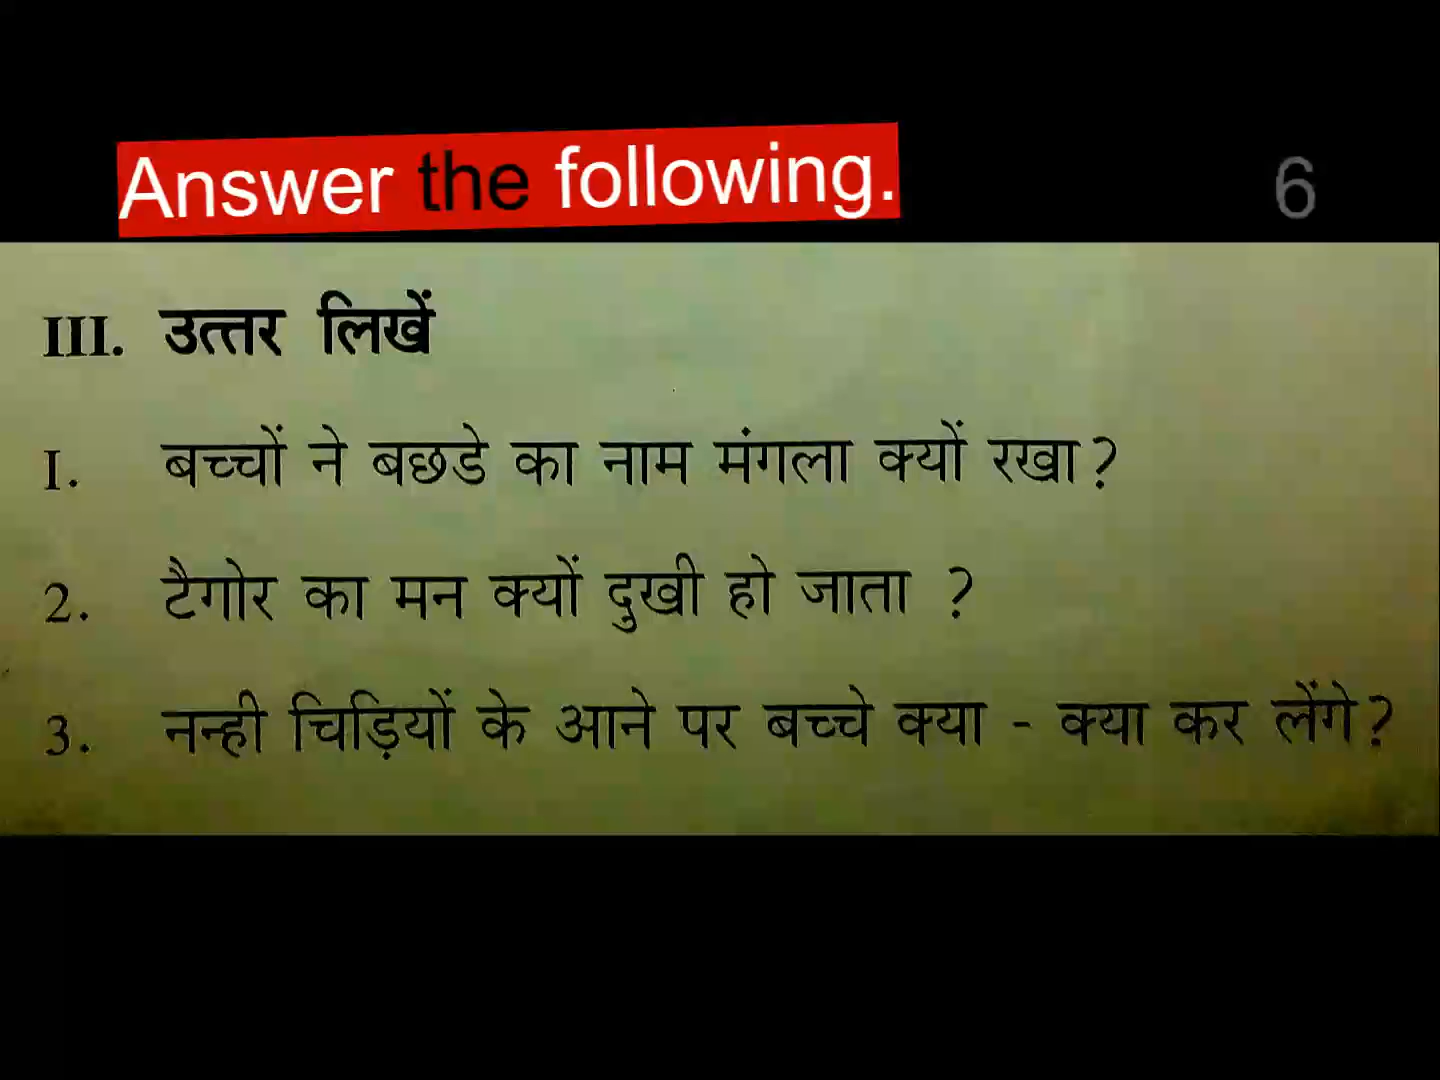 Answer the following.
6
III. उत्तर लिखें
I. बच्चों ने बछडे का नाम मंगला क्यों रखा?
2. टैगोर का मन क्यों दुखी हो जाता ?
3. नन्ही चिड़ियों के आने पर बच्चे क्या - क्या कर लेंगे?